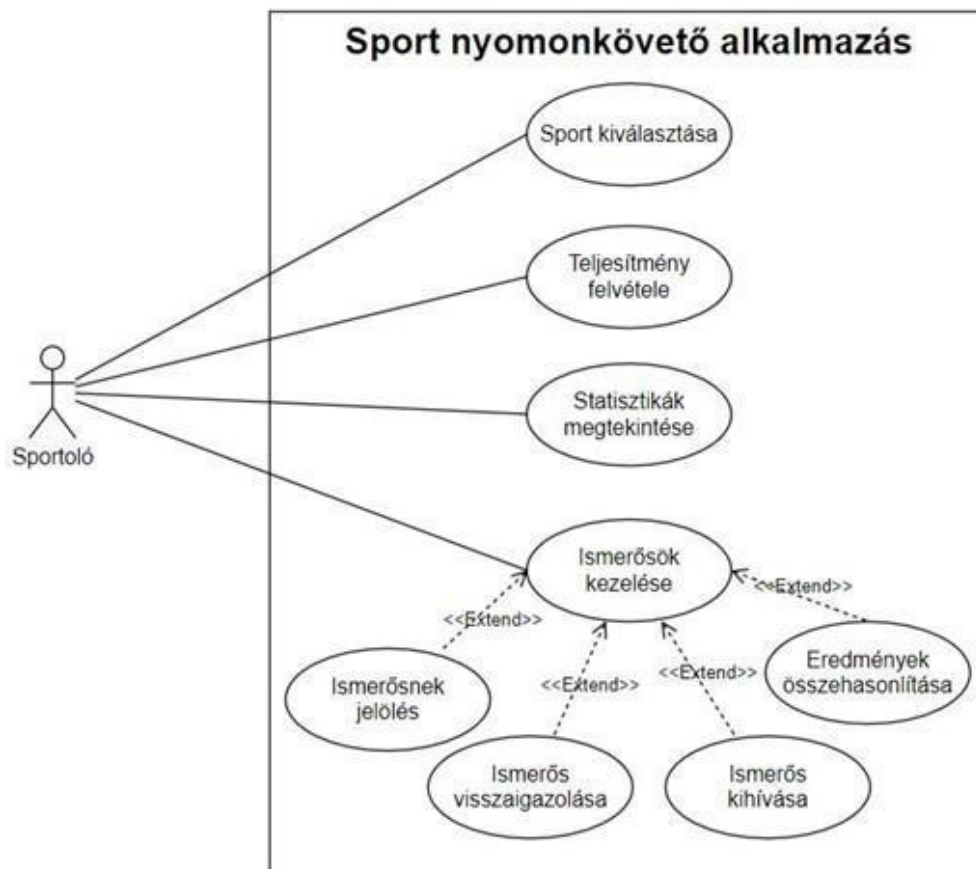 Sport nyomonkövető alkalmazás
Sport kiválasztása
Teljesítmény
felvétele
Statisztikák
megtekintése
Sportoló
Ismerősök
kezelése
<<Extend>>
<<Extend>>
<<Extend>>
<<Extend>>
Ismerősnek
jelölés
Eredmények
összehasonlítása
Ismerős
visszaigazolása
Ismerős
kihívása